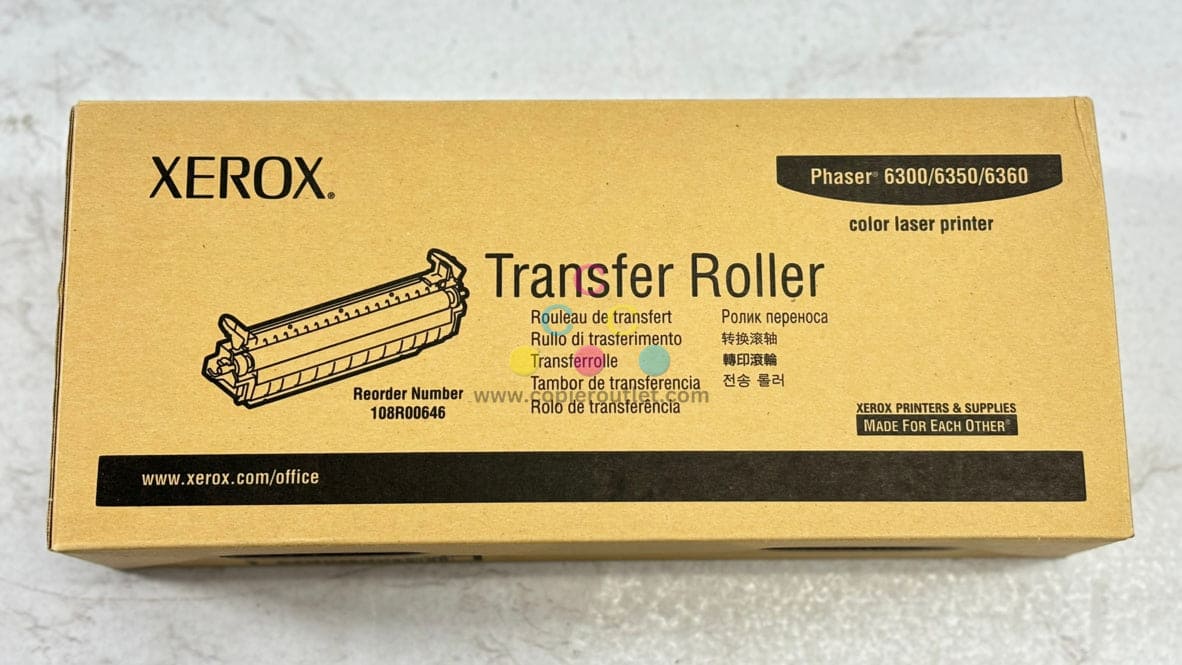 XEROX®
Phaser® 6300/6350/6360
color laser printer
Transfer Roller
Rouleau de transfert
Rullo di trasferimento
Transferrolle
Tambor de transferencia
Rolo de transferência
Ролик переноса
转换滚轴
轉印滾輪
전송 롤러
Reorder Number
108R00646
www.copieroutlet.com
XEROX PRINTERS & SUPPLIES
MADE FOR EACH OTHER®
www.xerox.com/office